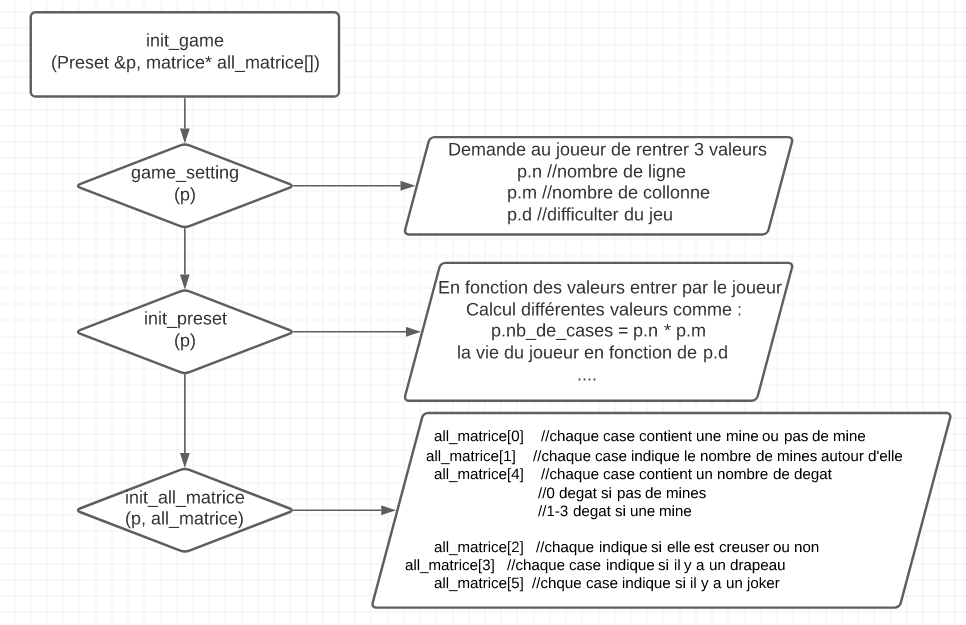 init_game
(Preset &p, matrice* all_matrice[])
game_setting
(p)
Demande au joueur de rentrer 3 valeurs
p.n //nombre de ligne
p.m //nombre de collonne
p.d //difficulter du jeu
init_preset
(p)
En fonction des valeurs entrer par le joueur
Calcul différentes valeurs comme :
p.nb_de_cases = p.n * p.m
la vie du joueur en fonction de p.d
....
init_all_matrice
(p, all_matrice)
all_matrice[0] //chaque case contient une mine ou pas de mine
all_matrice[1] //chaque case indique le nombre de mines autour d'elle
all_matrice[4] //chaque case contient un nombre de degat
//0 degat si pas de mines
//1-3 degat si une mine
all_matrice[2] //chaque indique si elle est creuser ou non
all_matrice[3] //chaque case indique si il y a un drapeau
all_matrice[5] //chque case indique si il y a un joker